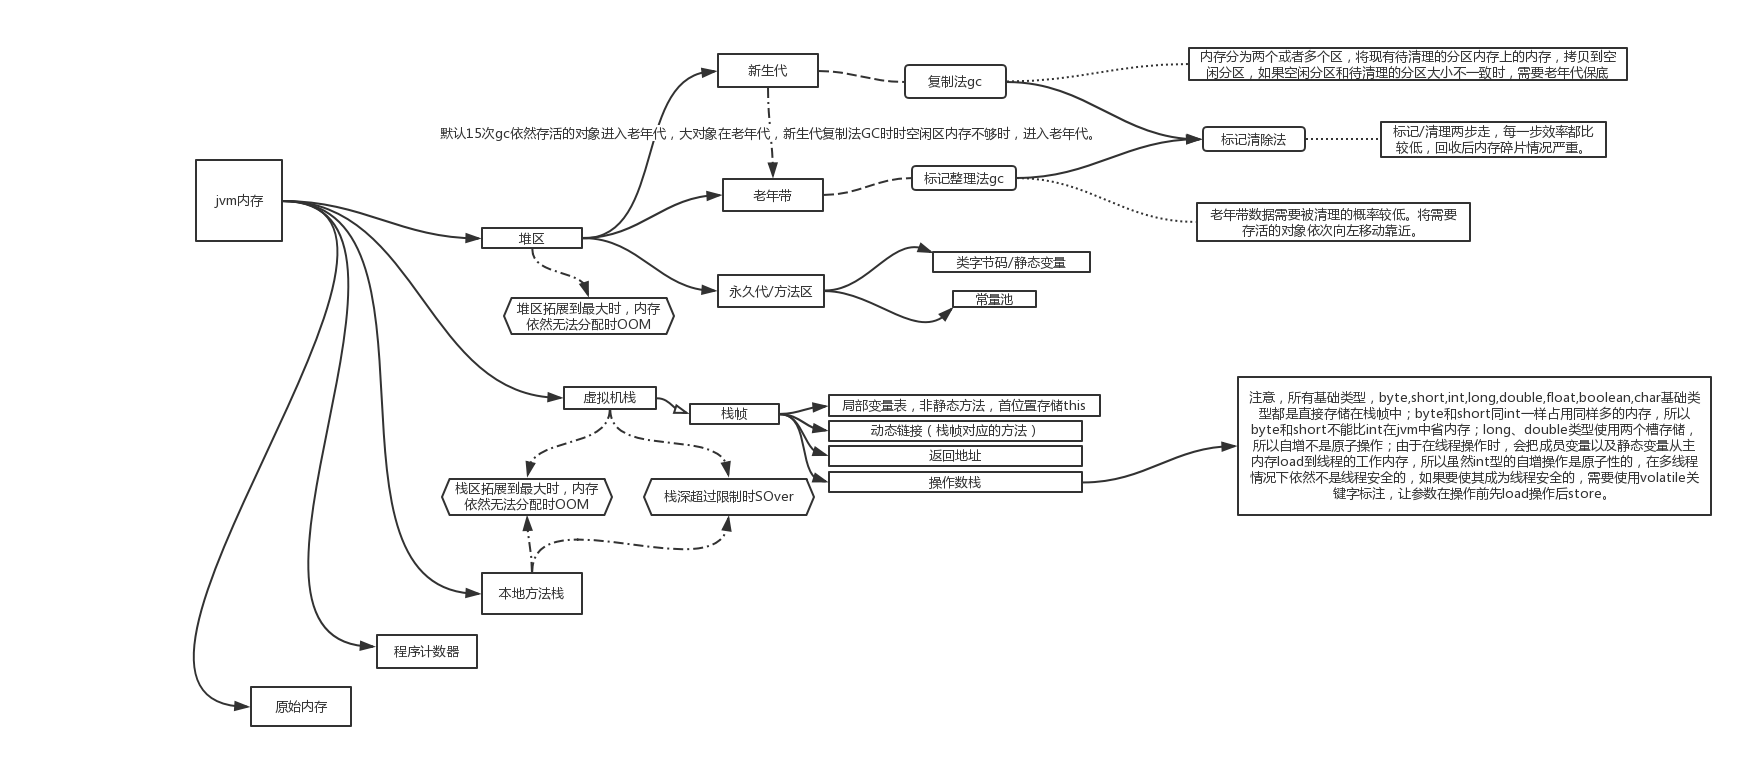 新生代
复制法gc
内存分为两个或者多个区，将现有待清理的分区内存上的内存，拷贝到空
闲分区，如果空闲分区和待清理的分区大小不一致时，需要老年代保底
默认15次gc依然存活的对象进入老年代，大对象在老年代，新生代复制法GC时时空闲区内存不够时，进入老年代。
标记清除法
标记/清理两步走，每一步效率都比
较低，回收后内存碎片情况严重。
jvm内存
老年带
标记整理法gc
老年带数据需要被清理的概率较低。将需要
存活的对象依次向左移动靠近。
堆区
永久代/方法区
类字节码/静态变量
常量池
堆区拓展到最大时，内存
依然无法分配时OOM
虚拟机栈
栈帧
局部变量表，非静态方法，首位置存储this
动态链接（栈帧对应的方法）
返回地址
操作数栈
注意，所有基础类型，byte,short,int,long,double,float,boolean,char基础类
型都是直接存储在栈帧中；byte和short同int一样占用同样多的内存，所以
byte和short不能比int在jvm中省内存；long、double类型使用两个槽存储，
所以自增不是原子操作；由于在线程操作时，会把成员变量以及静态变量从主
内存load到线程的工作内存，所以虽然int型的自增操作是原子性的，在多线程
情况下依然不是线程安全的，如果要使其成为线程安全的，需要使用volatile关
键字标注，让参数在操作前先load操作后store。
栈区拓展到最大时，内存
依然无法分配时OOM
栈深超过限制时SOver
本地方法栈
程序计数器
原始内存